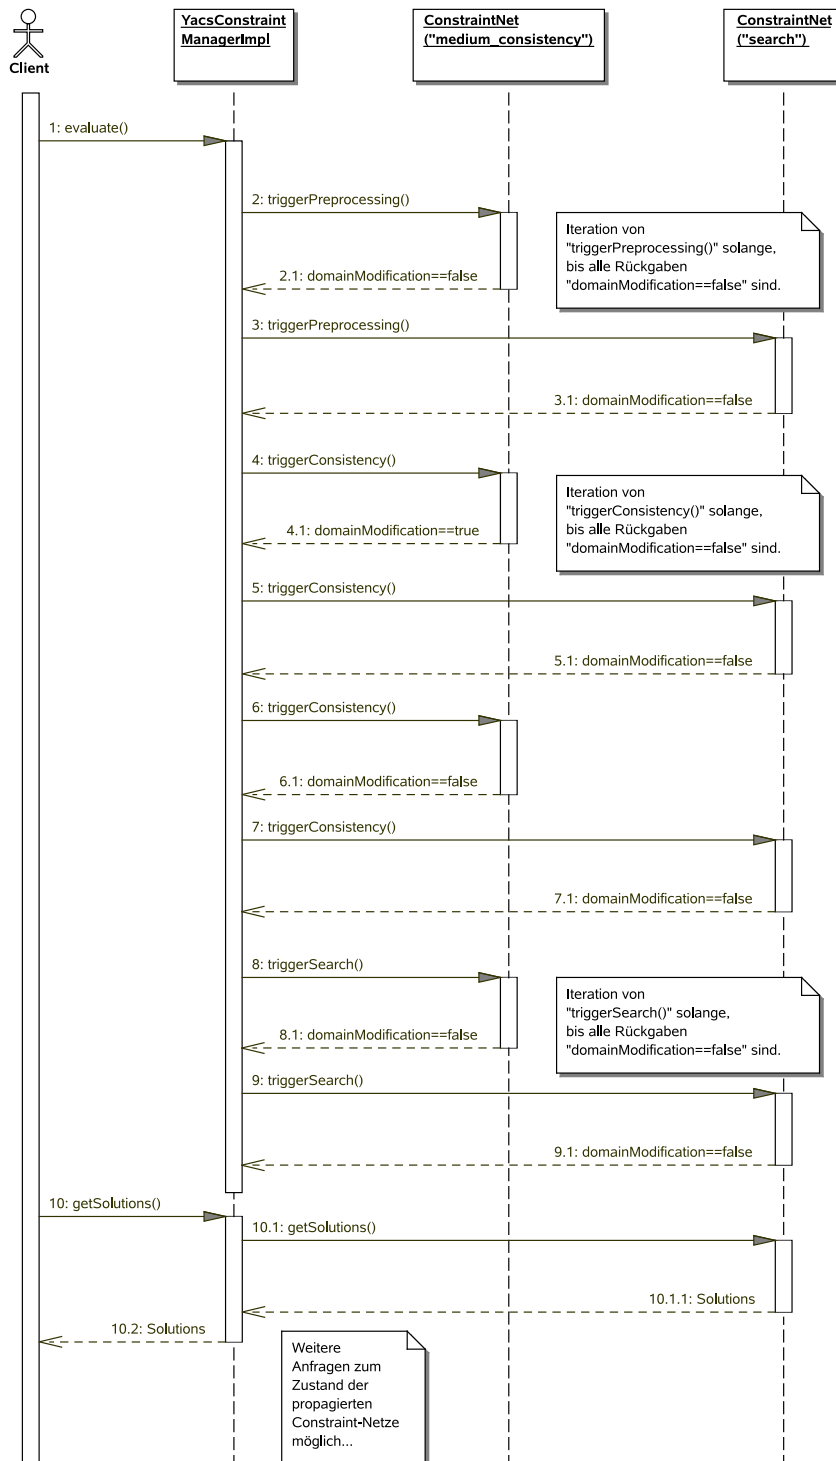 Client
YacsConstraint
ManagerImpl
ConstraintNet
("medium_consistency")
ConstraintNet
("search")
1: evaluate()
2: triggerPreprocessing()
Iteration von
"triggerPreprocessing()" solange,
bis alle Rückgaben
"domainModification==false" sind.
2.1: domainModification==false
3: triggerPreprocessing()
3.1: domainModification==false
4: triggerConsistency()
Iteration von
"triggerConsistency()" solange,
bis alle Rückgaben
"domainModification==false" sind.
4.1: domainModification==true
5: triggerConsistency()
5.1: domainModification==false
6: triggerConsistency()
6.1: domainModification==false
7: triggerConsistency()
7.1: domainModification==false
8: triggerSearch()
Iteration von
"triggerSearch()" solange,
bis alle Rückgaben
"domainModification==false" sind.
8.1: domainModification==false
9: triggerSearch()
9.1: domainModification==false
10: getSolutions()
10.1: getSolutions()
10.1.1: Solutions
10.2: Solutions
Weitere
Anfragen zum
Zustand der
propagierten
Constraint-Netze
möglich...